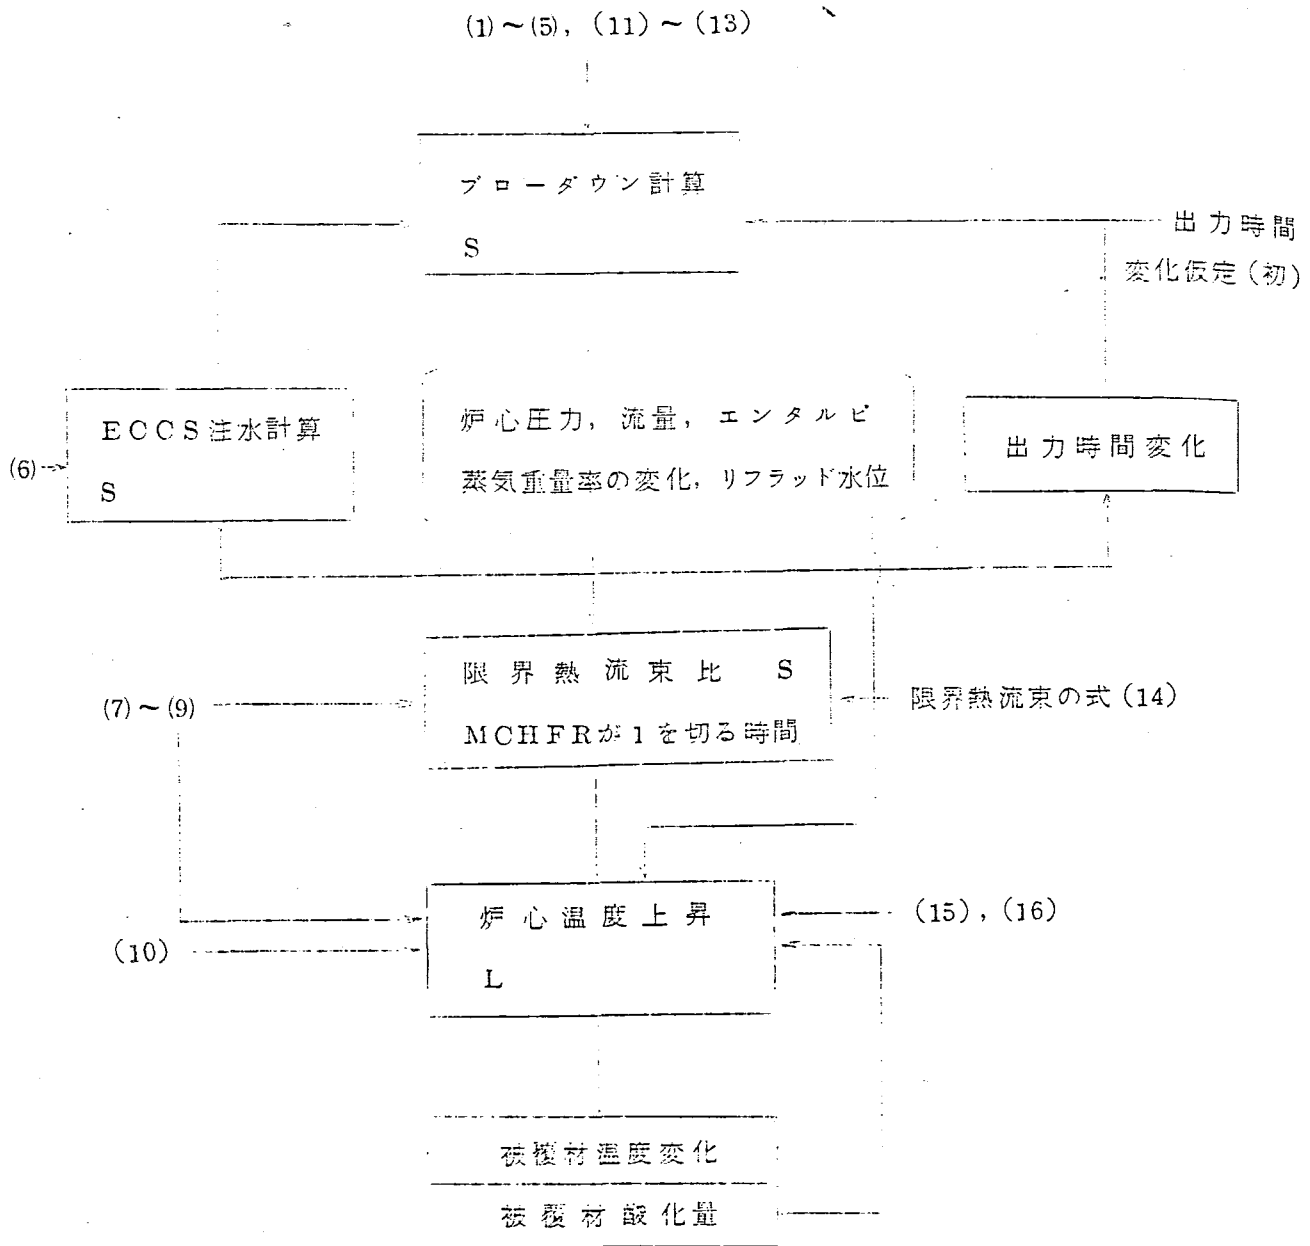 (1)～(5), (11)～(13)
ブローダウン計算
S
出力時間
変化仮定(初)
ECCS注水計算
S
(6)
炉心圧力, 流量, エンタルピ
蒸気重量率の変化, リフラッド水位
出力時間変化
限界熱流束比 S
MCHFRが1を切る時間
(7)～(9)
限界熱流束の式(14)
炉心温度上昇
L
(10)
(15), (16)
被覆材温度変化
被覆材酸化量